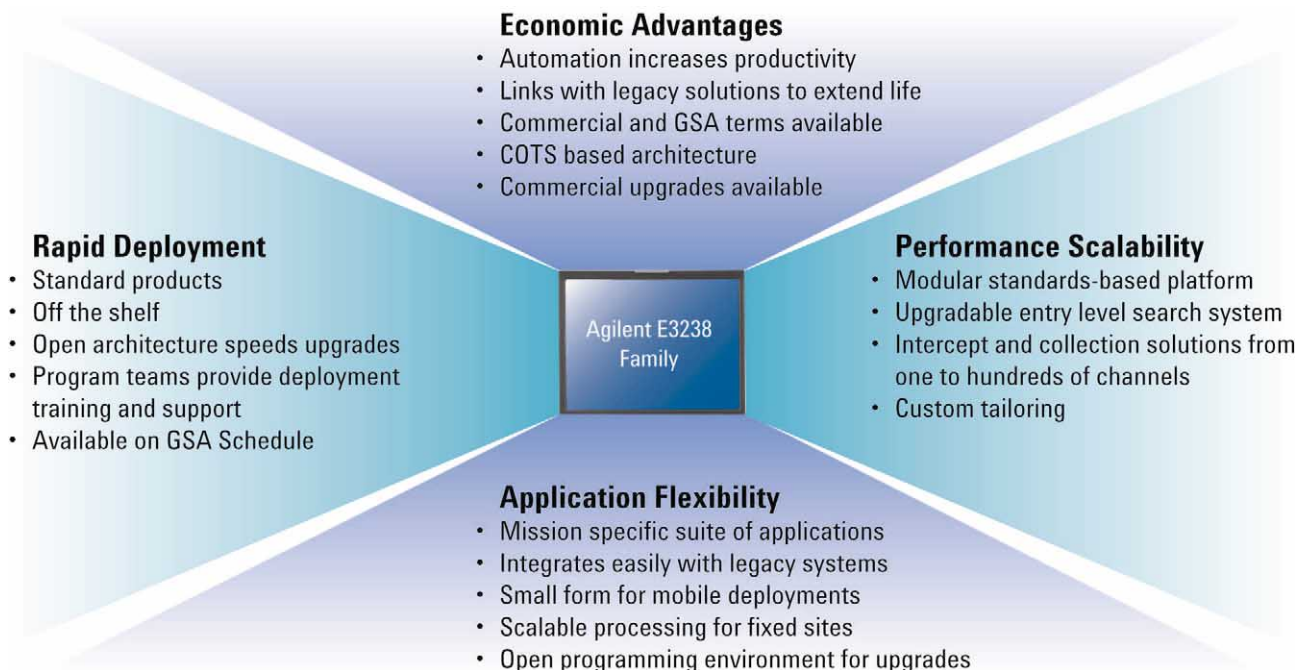 Economic Advantages
• Automation increases productivity
• Links with legacy solutions to extend life
• Commercial and GSA terms available
• COTS based architecture
• Commercial upgrades available
Rapid Deployment
• Standard products
• Off the shelf
• Open architecture speeds upgrades
• Program teams provide deployment
training and support
• Available on GSA Schedule
Agilent E3238
Family
Performance Scalability
• Modular standards-based platform
• Upgradable entry level search system
• Intercept and collection solutions from
one to hundreds of channels
• Custom tailoring
Application Flexibility
• Mission specific suite of applications
• Integrates easily with legacy systems
• Small form for mobile deployments
• Scalable processing for fixed sites
• Open programming environment for upgrades